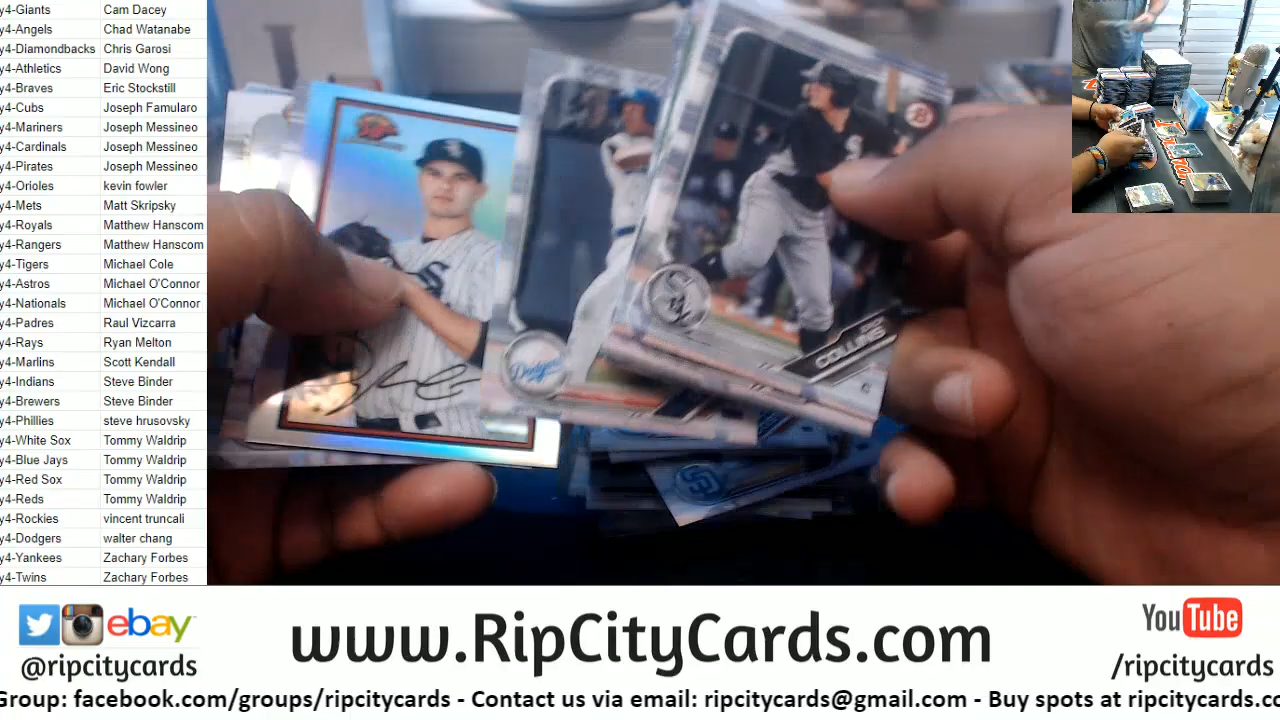 y4-Giants Cam Dacey
y4-Angels Chad Watanabe
y4-Diamondbacks Chris Garosi
y4-Athletics David Wong
y4-Braves Eric Stockstill
y4-Cubs Joseph Famularo
y4-Mariners Joseph Messineo
y4-Cardinals Joseph Messineo
y4-Pirates Joseph Messineo
y4-Orioles kevin fowler
y4-Mets Matt Skripsky
y4-Royals Matthew Hanscom
y4-Rangers Matthew Hanscom
y4-Tigers Michael Cole
y4-Astros Michael O'Connor
y4-Nationals Michael O'Connor
y4-Padres Raul Vizcarra
y4-Rays Ryan Melton
y4-Marlins Scott Kendall
y4-Indians Steve Binder
y4-Brewers Steve Binder
y4-Phillies steve hrusovsky
y4-White Sox Tommy Waldrip
y4-Blue Jays Tommy Waldrip
y4-Red Sox Tommy Waldrip
y4-Reds Tommy Waldrip
y4-Rockies vincent truncali
y4-Dodgers walter chang
y4-Yankees Zachary Forbes
y4-Twins Zachary Forbes
Dodgers
COLLINS
SD
ebay
@ripcitycards
www.RipCityCards.com
YouTube
/ripcitycards
Group: facebook.com/groups/ripcitycards - Contact us via email: ripcitycards@gmail.com - Buy spots at ripcitycards.co